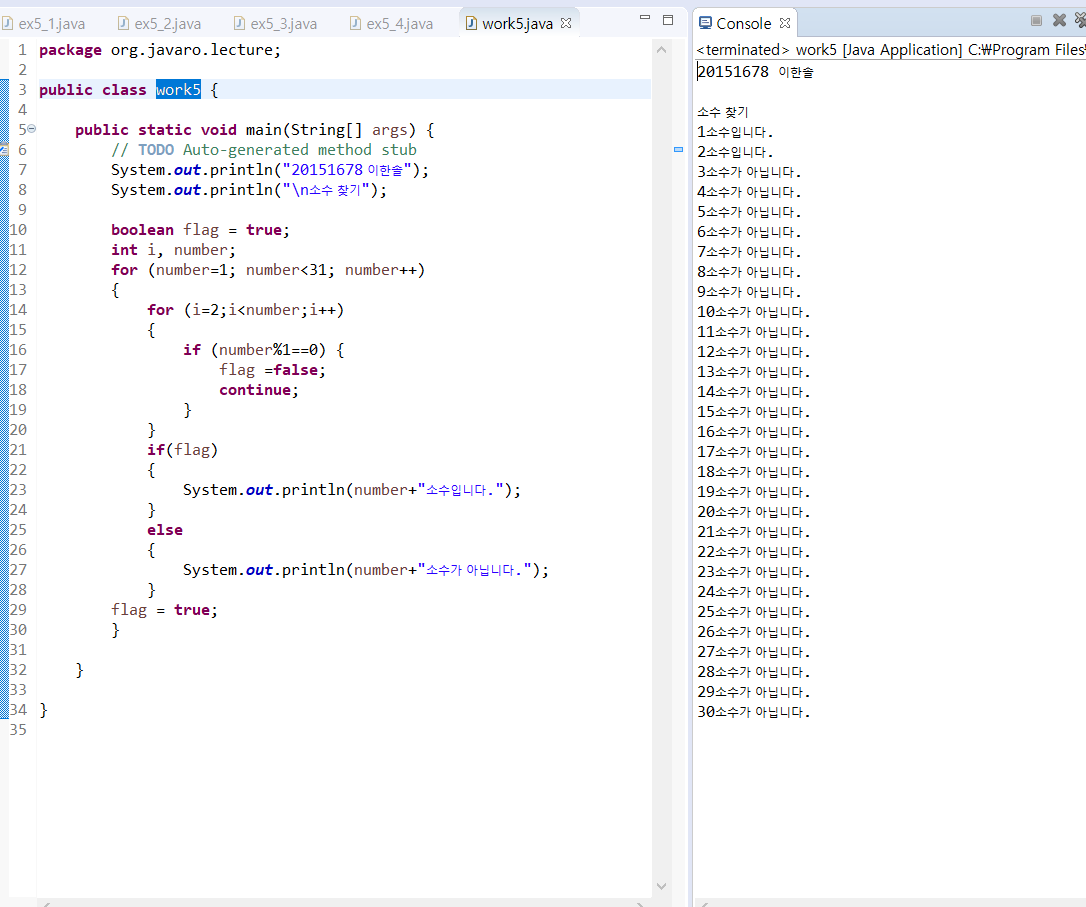 ex5_1.java ex5_2.java ex5_3.java ex5_4.java work5.java
1 package org.javaro.lecture;
2
3 public class work5 {
4
5 public static void main(String[] args) {
6 // TODO Auto-generated method stub
7 System.out.println("20151678 이한솔");
8 System.out.println("\n소수 찾기");
9
10 boolean flag = true;
11 int i, number;
12 for (number=1; number<31; number++)
13 {
14 for (i=2;i<number;i++)
15 {
16 if (number%1==0) {
17 flag =false;
18 continue;
19 }
20 }
21 if(flag)
22 {
23 System.out.println(number+"소수입니다.");
24 }
25 else
26 {
27 System.out.println(number+"소수가 아닙니다.");
28 }
29 flag = true;
30 }
31
32 }
33
34 }
35
Console
<terminated> work5 [Java Application] C:₩Program Files
20151678 이한솔
소수 찾기
1소수입니다.
2소수입니다.
3소수가 아닙니다.
4소수가 아닙니다.
5소수가 아닙니다.
6소수가 아닙니다.
7소수가 아닙니다.
8소수가 아닙니다.
9소수가 아닙니다.
10소수가 아닙니다.
11소수가 아닙니다.
12소수가 아닙니다.
13소수가 아닙니다.
14소수가 아닙니다.
15소수가 아닙니다.
16소수가 아닙니다.
17소수가 아닙니다.
18소수가 아닙니다.
19소수가 아닙니다.
20소수가 아닙니다.
21소수가 아닙니다.
22소수가 아닙니다.
23소수가 아닙니다.
24소수가 아닙니다.
25소수가 아닙니다.
26소수가 아닙니다.
27소수가 아닙니다.
28소수가 아닙니다.
29소수가 아닙니다.
30소수가 아닙니다.